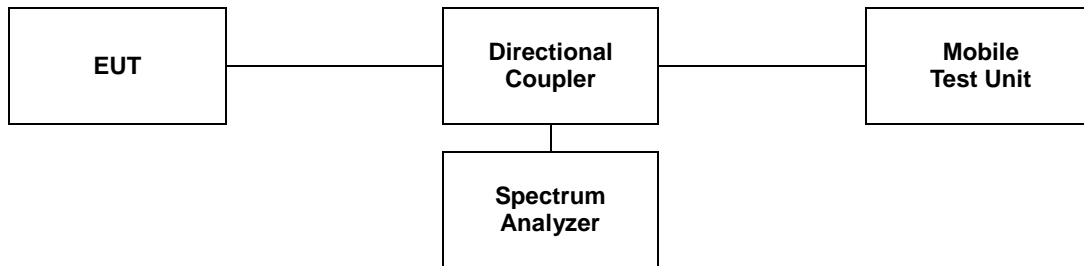 EUT
Directional
Coupler
Mobile
Test Unit
Spectrum
Analyzer